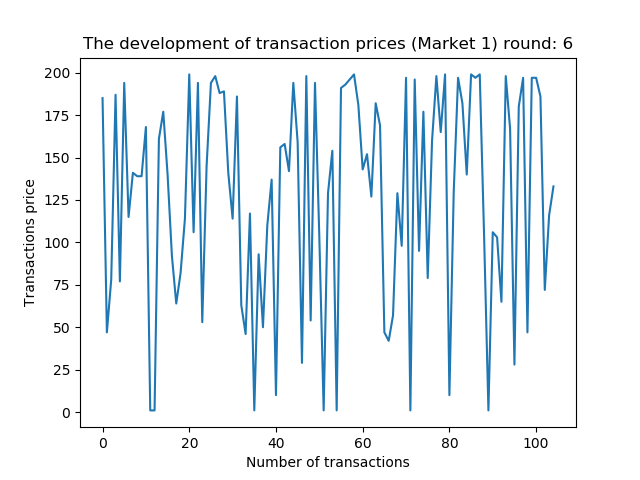 The development of transaction prices (Market 1) round: 6
200
175
150
125
100
75
50
25
0
Transactions price
0 20 40 60 80 100
Number of transactions